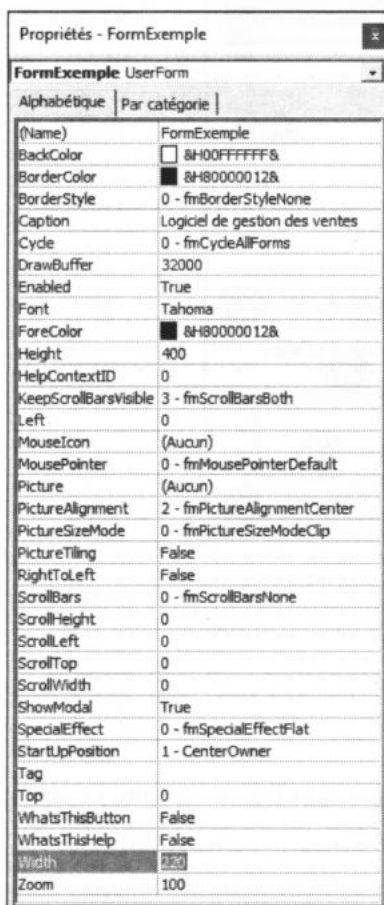 Propriétés - FormExemple x
FormExemple UserForm
Alphabétique Par catégorie
(Name) FormExemple
BackColor &H00FFFFFF&
BorderColor &H80000012&
BorderStyle 0 - fmBorderStyleNone
Caption Logiciel de gestion des ventes
Cycle 0 - fmCycleAllForms
DrawBuffer 32000
Enabled True
Font Tahoma
ForeColor &H80000012&
Height 400
HelpContextID 0
KeepScrollBarsVisible 3 - fmScrollBarsBoth
Left 0
MouseIcon (Aucun)
MousePointer 0 - fmMousePointerDefault
Picture (Aucun)
PictureAlignment 2 - fmPictureAlignmentCenter
PictureSizeMode 0 - fmPictureSizeModeClip
PictureTiling False
RightToLeft False
ScrollBars 0 - fmScrollBarsNone
ScrollHeight 0
ScrollLeft 0
ScrollTop 0
ScrollWidth 0
ShowModal True
SpecialEffect 0 - fmSpecialEffectFlat
StartUpPosition 1 - CenterOwner
Tag
Top 0
WhatsThisButton False
WhatsThisHelp False
Width 220
Zoom 100